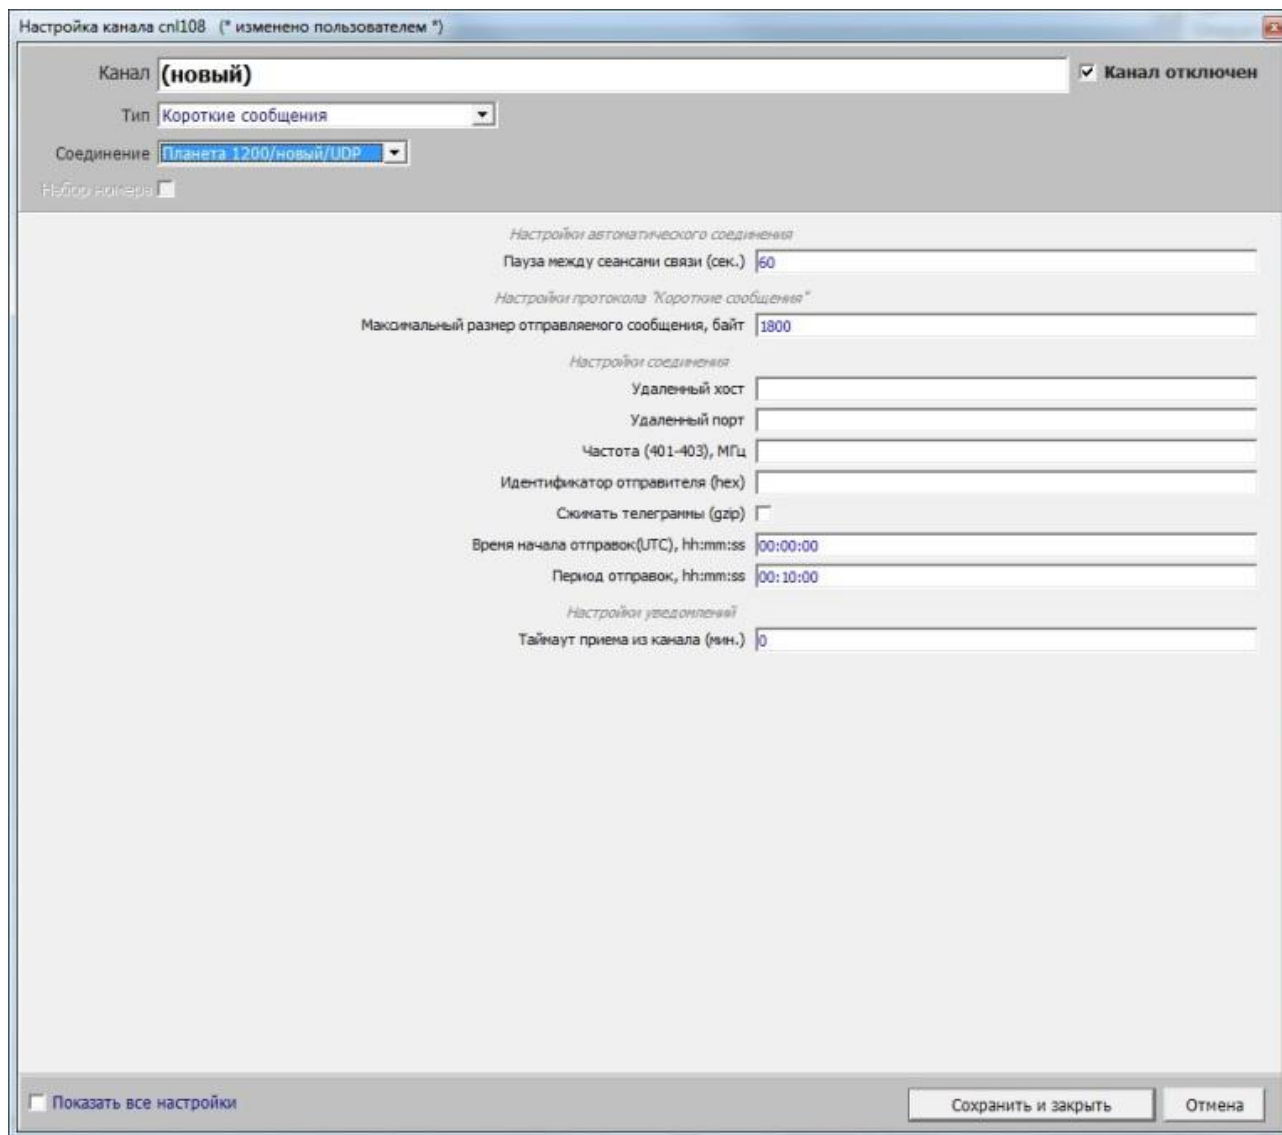 Настройка канала cnl108 (* изменено пользователем *)
Канал (новый) Канал отключен
Тип Короткие сообщения
Соединение Планета 1200/новый/UDP
Набор номера
Настройки автоматического соединения
Пауза между сеансами связи (сек.) 60
Настройки протокола "Короткие сообщения"
Максимальный размер отправляемого сообщения, байт 1800
Настройки соединения
Удаленный хост
Удаленный порт
Частота (401-403), МГц
Идентификатор отправителя (hex)
Сжимать телеграммы (gzip)
Время начала отправок(UTC), hh:mm:ss 00:00:00
Период отправок, hh:mm:ss 00:10:00
Настройки уведомлений
Таймаут приема из канала (мин.) 0
Показать все настройки Сохранить и закрыть Отмена